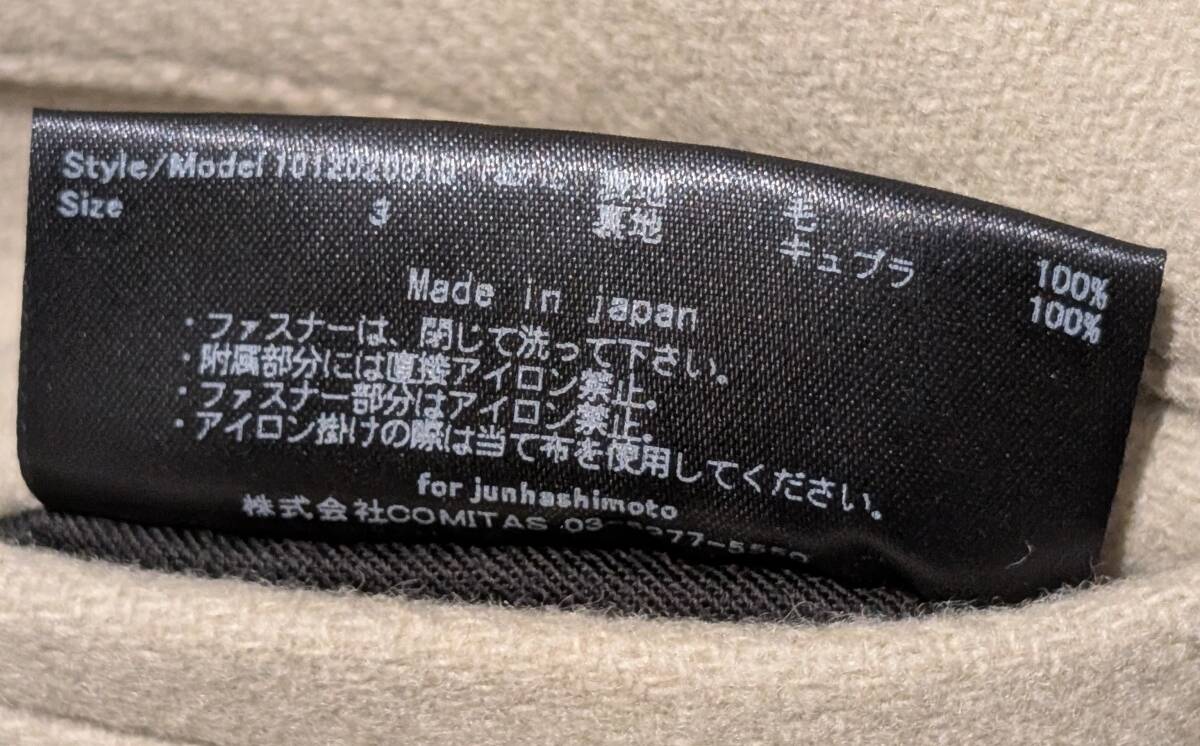 Style/Model
Size 3
裏地
毛 100%
キュプラ 100%
Made in japan
・ファスナーは、閉じて洗って下さい。
・附属部分には直接アイロン禁止。
・ファスナー部分はアイロン禁止。
・アイロン掛けの際は当て布を使用してください。
for junhashimoto
株式会社COMITAS